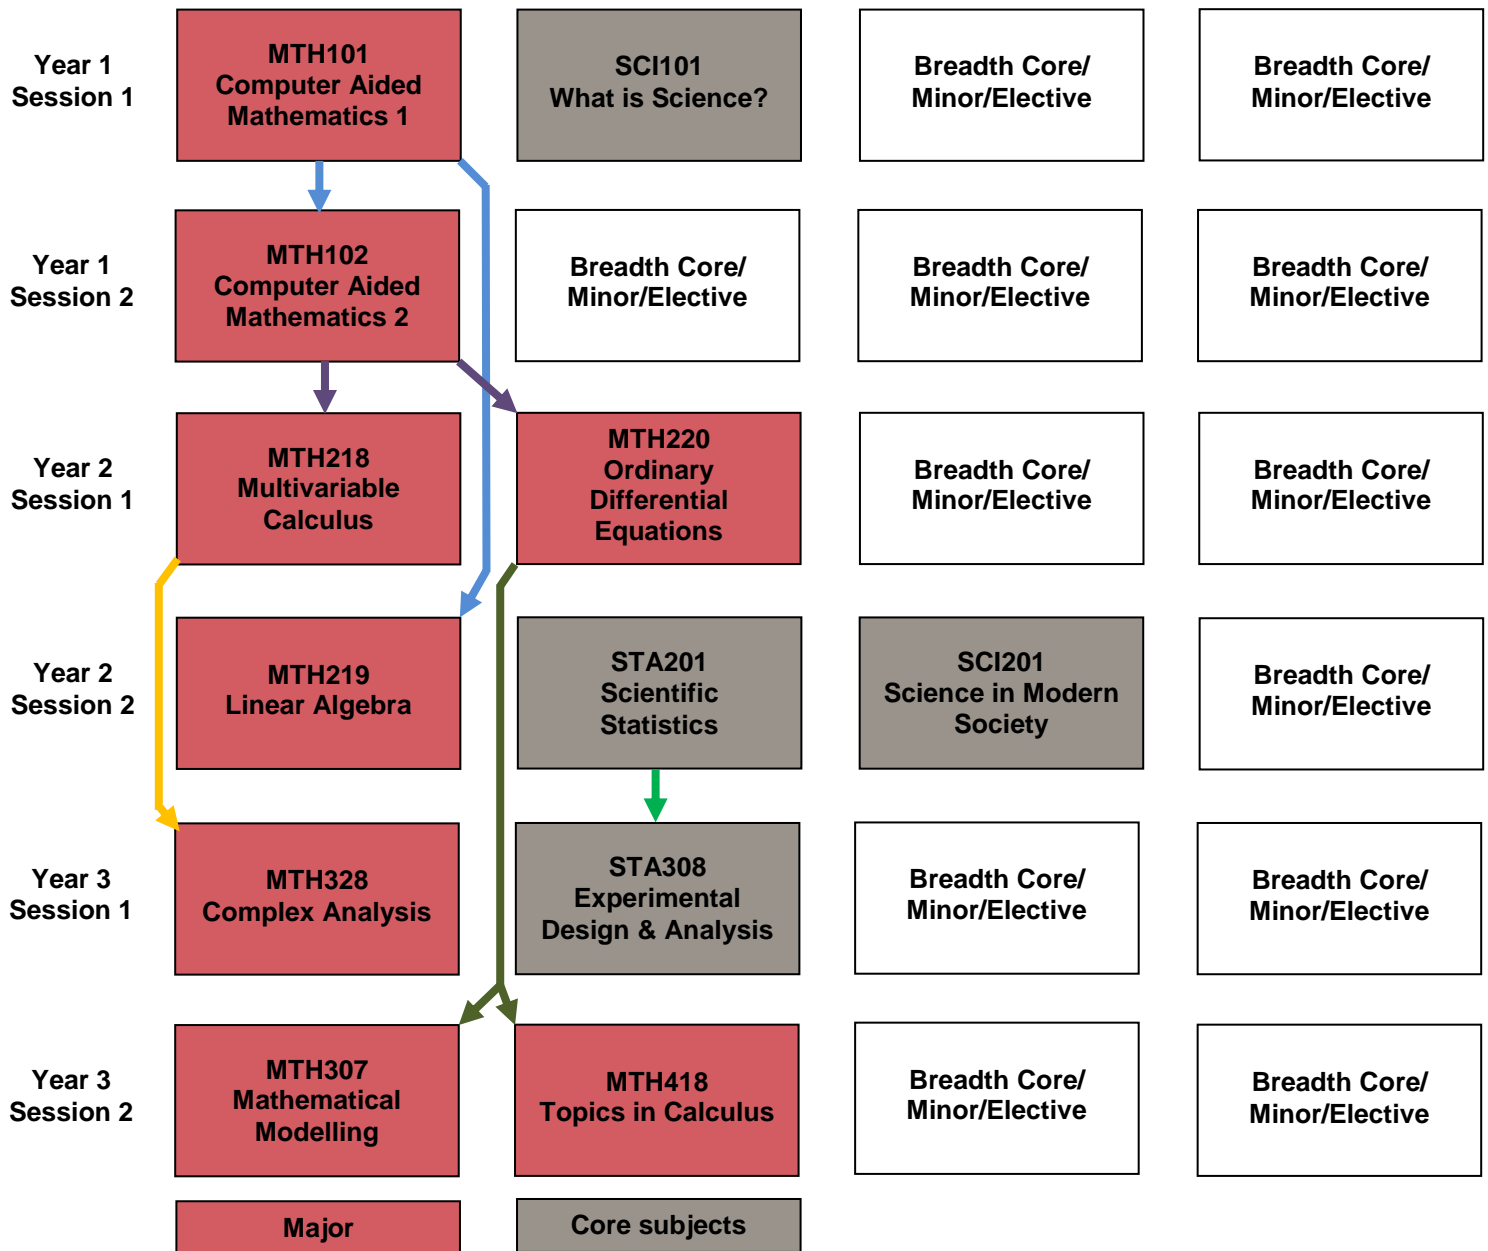 Year 1
Session 1
MTH101
Computer Aided
Mathematics 1
SCI101
What is Science?
Breadth Core/
Minor/Elective
Breadth Core/
Minor/Elective
Year 1
Session 2
MTH102
Computer Aided
Mathematics 2
Breadth Core/
Minor/Elective
Breadth Core/
Minor/Elective
Breadth Core/
Minor/Elective
Year 2
Session 1
MTH218
Multivariable
Calculus
MTH220
Ordinary
Differential
Equations
Breadth Core/
Minor/Elective
Breadth Core/
Minor/Elective
Year 2
Session 2
MTH219
Linear Algebra
STA201
Scientific
Statistics
SCI201
Science in Modern
Society
Breadth Core/
Minor/Elective
Year 3
Session 1
MTH328
Complex Analysis
STA308
Experimental
Design & Analysis
Breadth Core/
Minor/Elective
Breadth Core/
Minor/Elective
Year 3
Session 2
MTH307
Mathematical
Modelling
MTH418
Topics in Calculus
Breadth Core/
Minor/Elective
Breadth Core/
Minor/Elective
Major
Core subjects